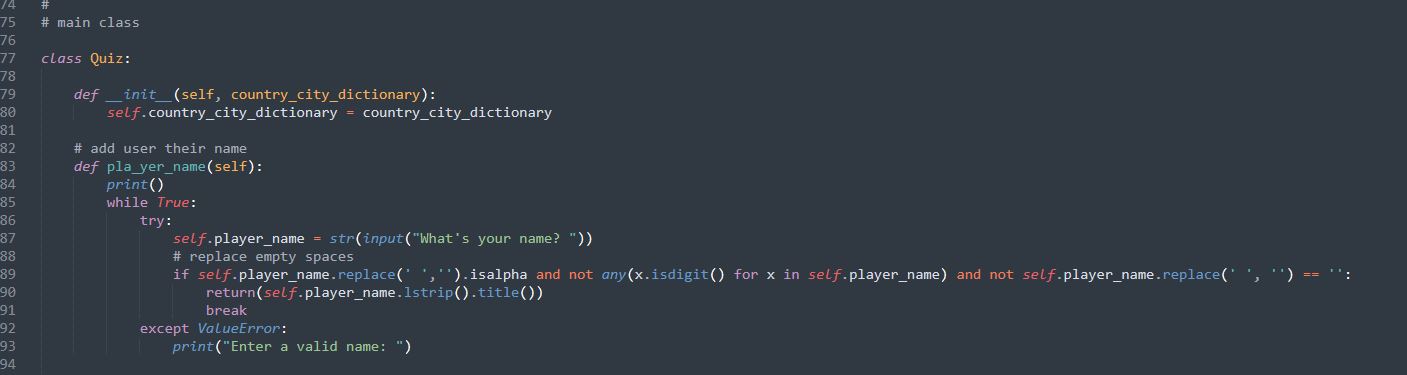 74 #
75 # main class
76
77 class Quiz:
78
79     def __init__(self, country_city_dictionary):
80         self.country_city_dictionary = country_city_dictionary
81
82     # add user their name
83     def pla_yer_name(self):
84         print()
85         while True:
86             try:
87                 self.player_name = str(input("What's your name? "))
88                 # replace empty spaces
89                 if self.player_name.replace(' ','').isalpha and not any(x.isdigit() for x in self.player_name) and not self.player_name.replace(' ', '') == '':
90                     return(self.player_name.lstrip().title())
91                     break
92             except ValueError:
93                 print("Enter a valid name: ")
94